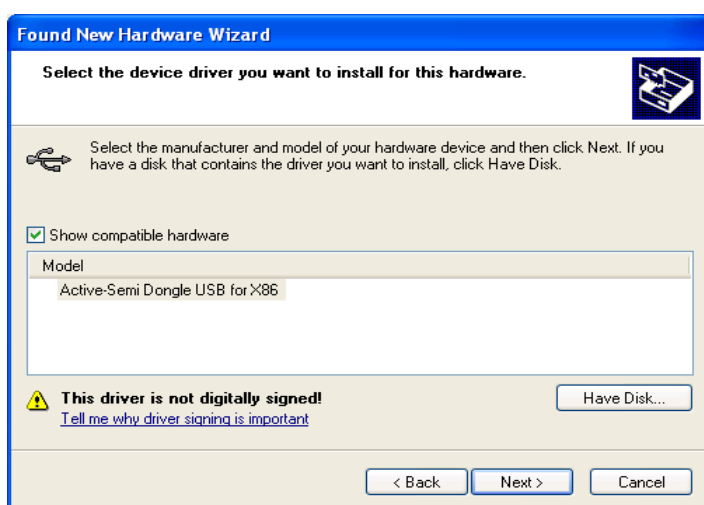 Found New Hardware Wizard
Select the device driver you want to install for this hardware.
Select the manufacturer and model of your hardware device and then click Next. If you
have a disk that contains the driver you want to install, click Have Disk.
Show compatible hardware
Model
Active-Semi Dongle USB for X86
This driver is not digitally signed!
Have Disk...
Tell me why driver signing is important
< Back
Next >
Cancel